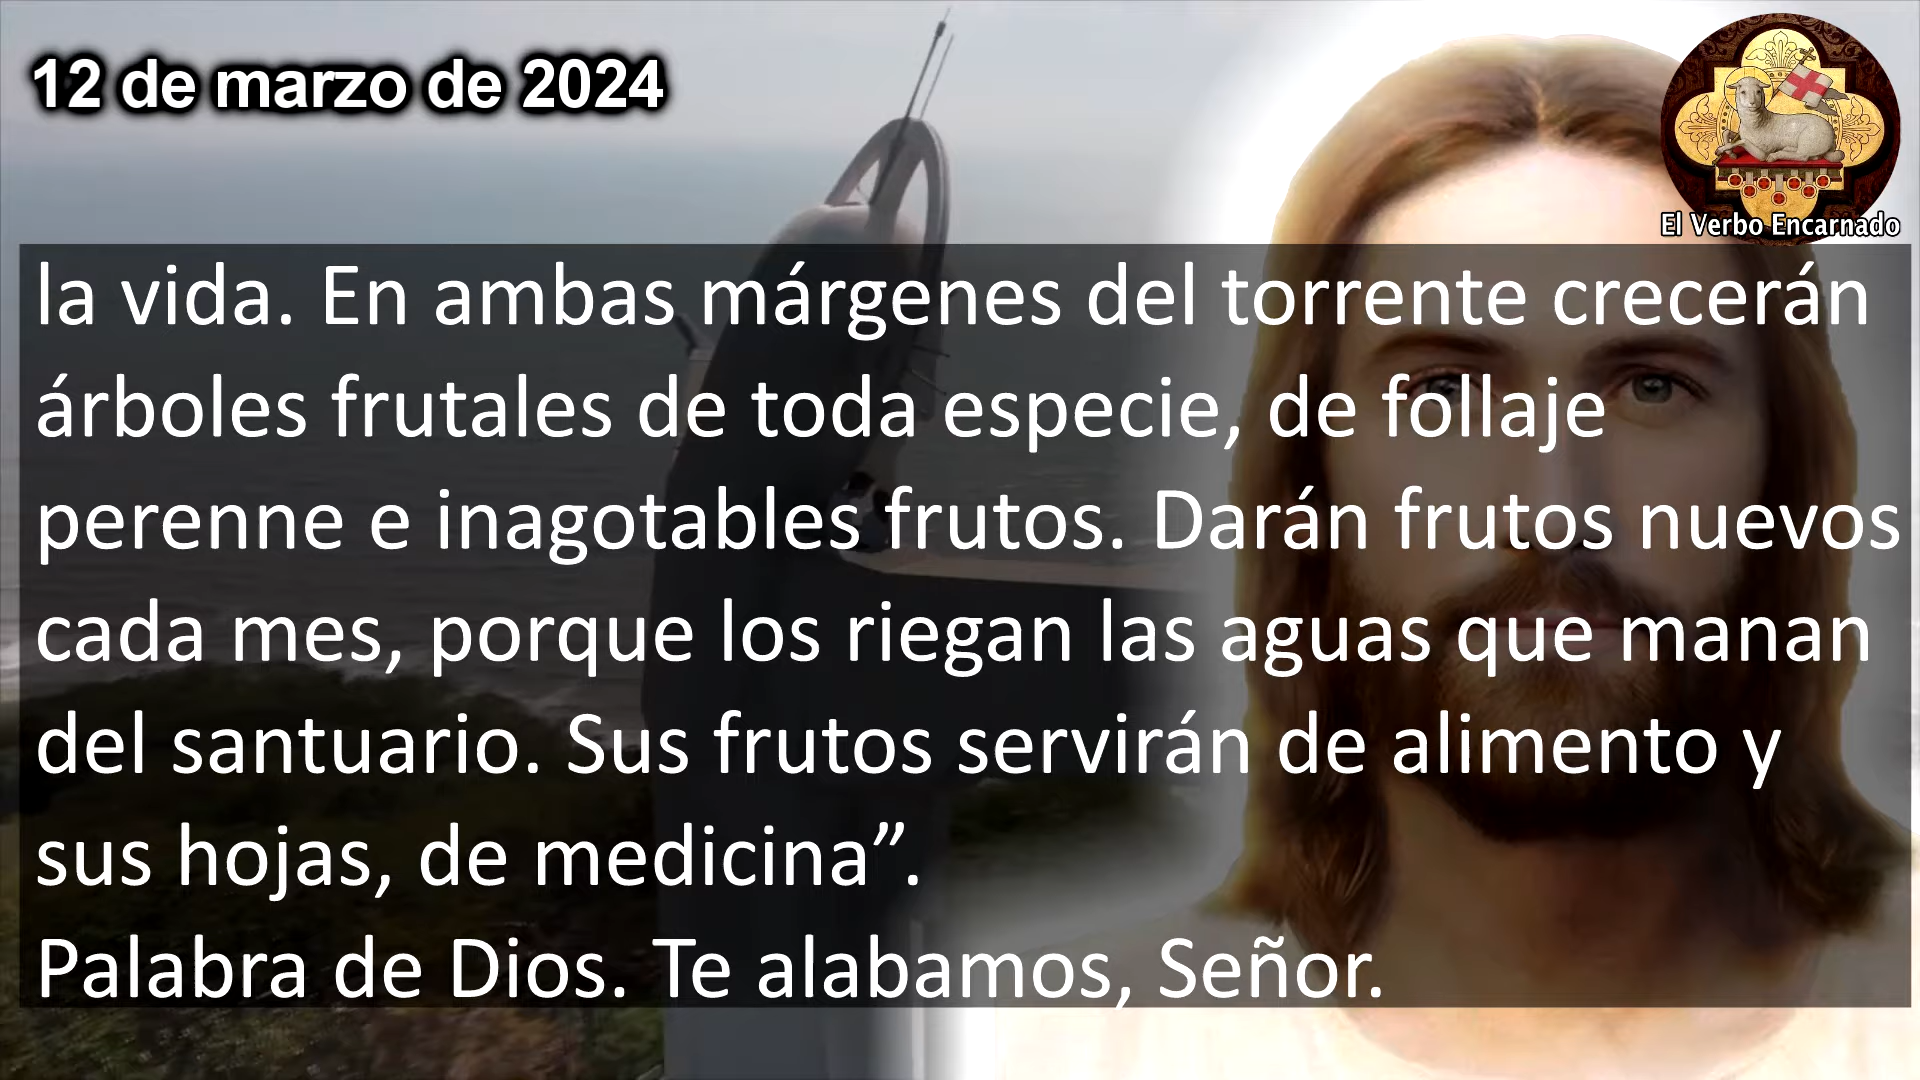 12 de marzo de 2024
El Verbo Encarnado
la vida. En ambas márgenes del torrente crecerán
árboles frutales de toda especie, de follaje
perenne e inagotables frutos. Darán frutos nuevos
cada mes, porque los riegan las aguas que manan
del santuario. Sus frutos servirán de alimento y
sus hojas, de medicina”.
Palabra de Dios. Te alabamos, Señor.